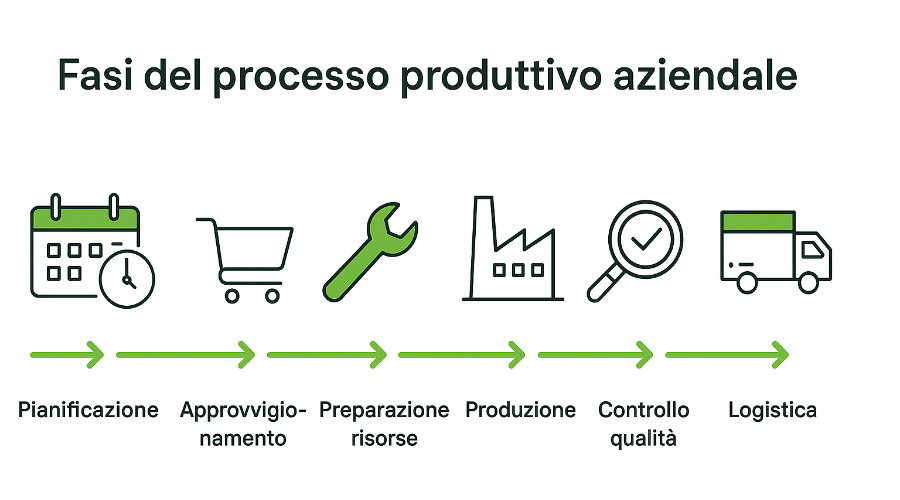 Fasi del processo produttivo aziendale
Pianificazione
Approvvigio-
namento
Preparazione
risorse
Produzione
Controllo
qualità
Logistica